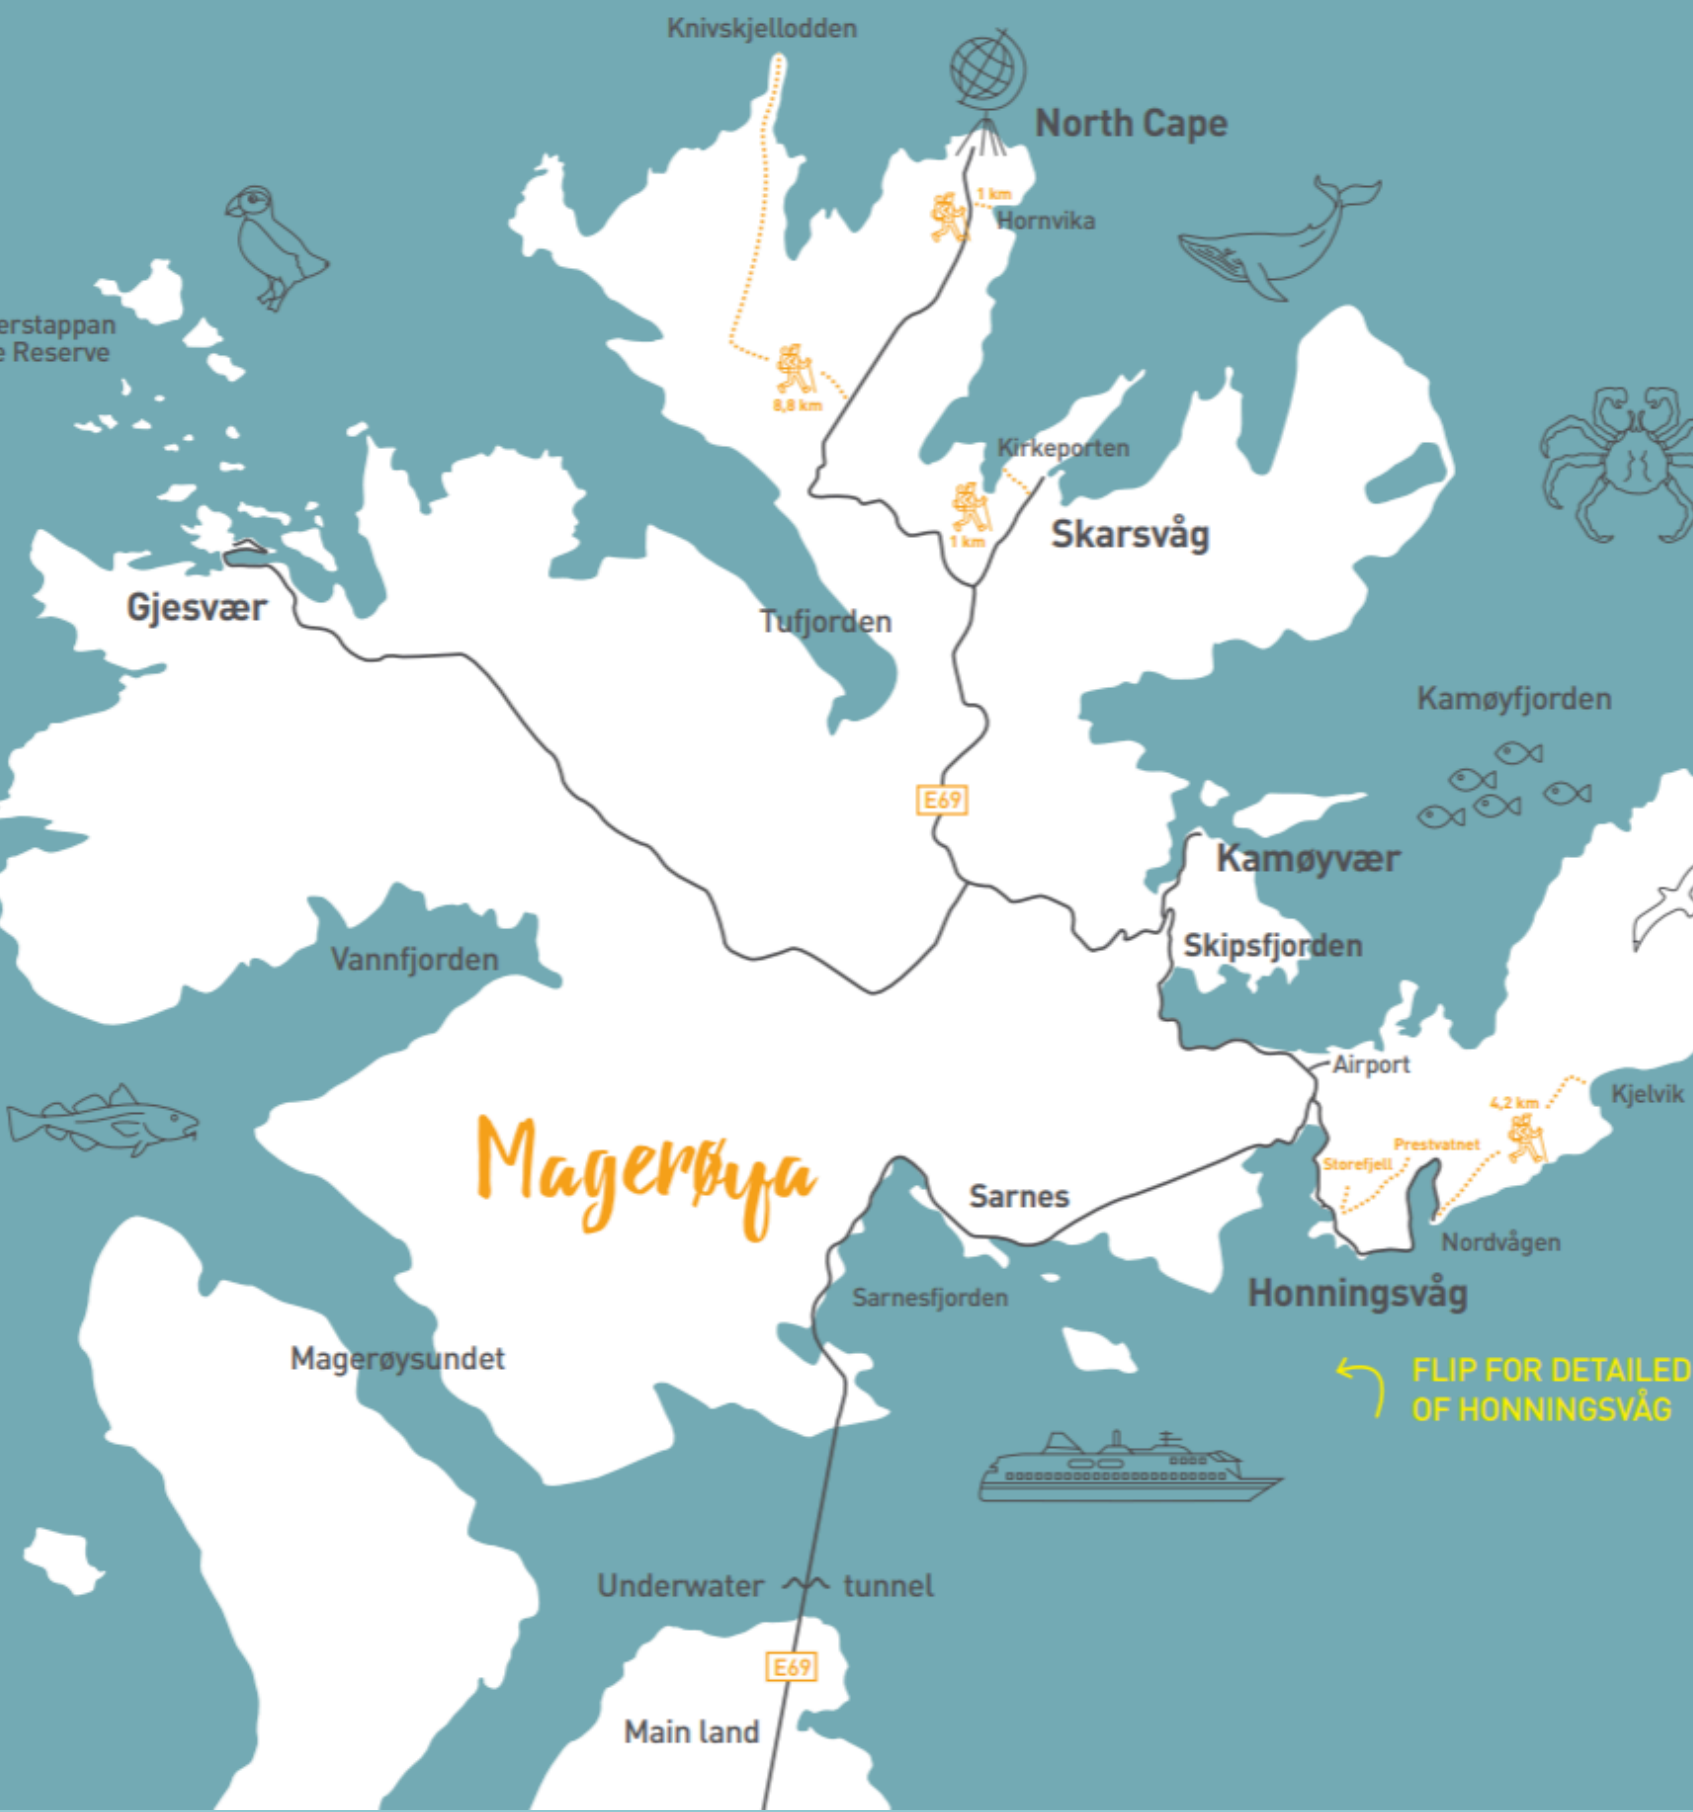 Knivskjellodden
North Cape
1 km
Hornvika
erstappan
e Reserve
8,8 km
Kirkeporten
1 km
Skarsvåg
Gjesvær
Tufjorden
Kamøyfjorden
E69
Kamøyvær
Skipsfjorden
Vannfjorden
Airport
Kjelvik
4,2 km
Prestvatnet
Storefjell
Magerøya
Sarnes
Nordvågen
Sarnesfjorden
Honningsvåg
Magerøysundet
FLIP FOR DETAILED
OF HONNINGSVÅG
Underwater tunnel
E69
Main land